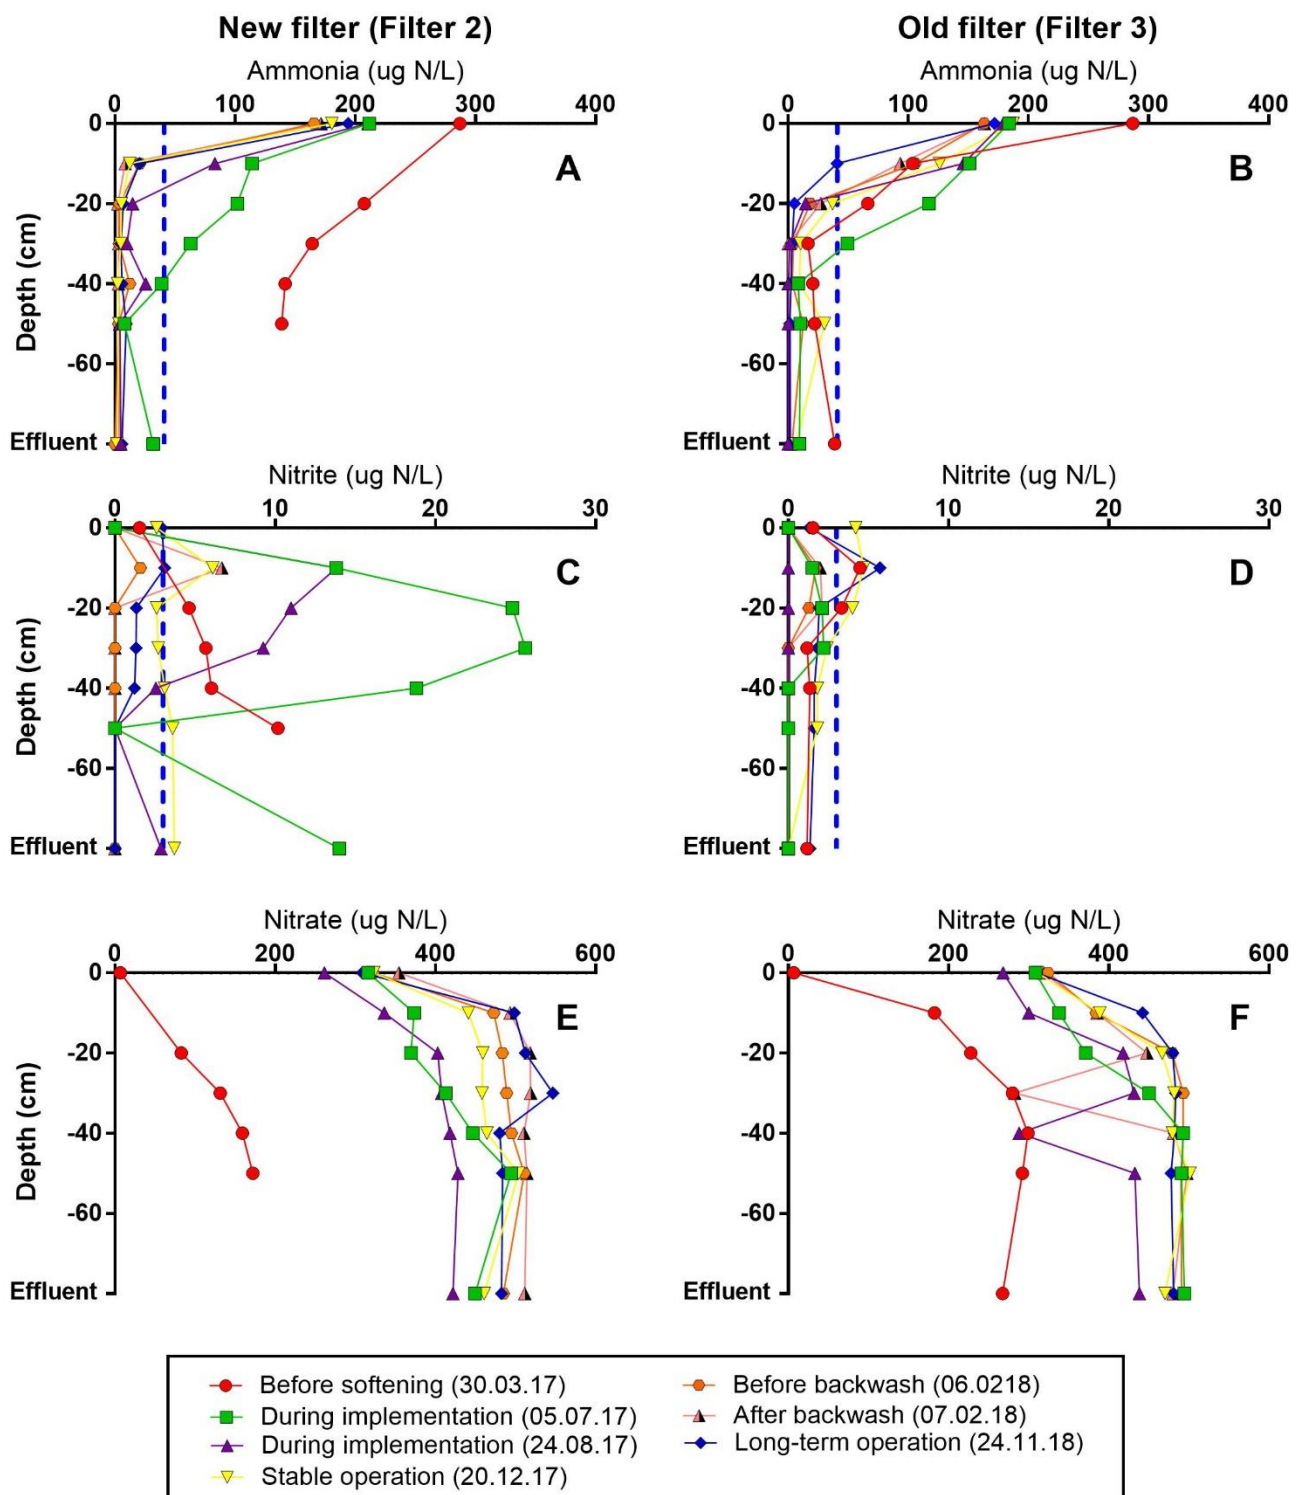 New filter (Filter 2)
Old filter (Filter 3)
Ammonia (ug N/L)
Ammonia (ug N/L)
0 100 200 300 400
0 100 200 300 400
0
-20
-40
-60
Effluent
Depth (cm)
A
0
-20
-40
-60
Effluent
B
Nitrite (ug N/L)
Nitrite (ug N/L)
0 10 20 30
0 10 20 30
0
-20
-40
-60
Effluent
Depth (cm)
C
0
-20
-40
-60
Effluent
D
Nitrate (ug N/L)
Nitrate (ug N/L)
0 200 400 600
0 200 400 600
0
-20
-40
-60
Effluent
Depth (cm)
E
0
-20
-40
-60
Effluent
F
Before softening (30.03.17)
During implementation (05.07.17)
During implementation (24.08.17)
Stable operation (20.12.17)
Before backwash (06.0218)
After backwash (07.02.18)
Long-term operation (24.11.18)